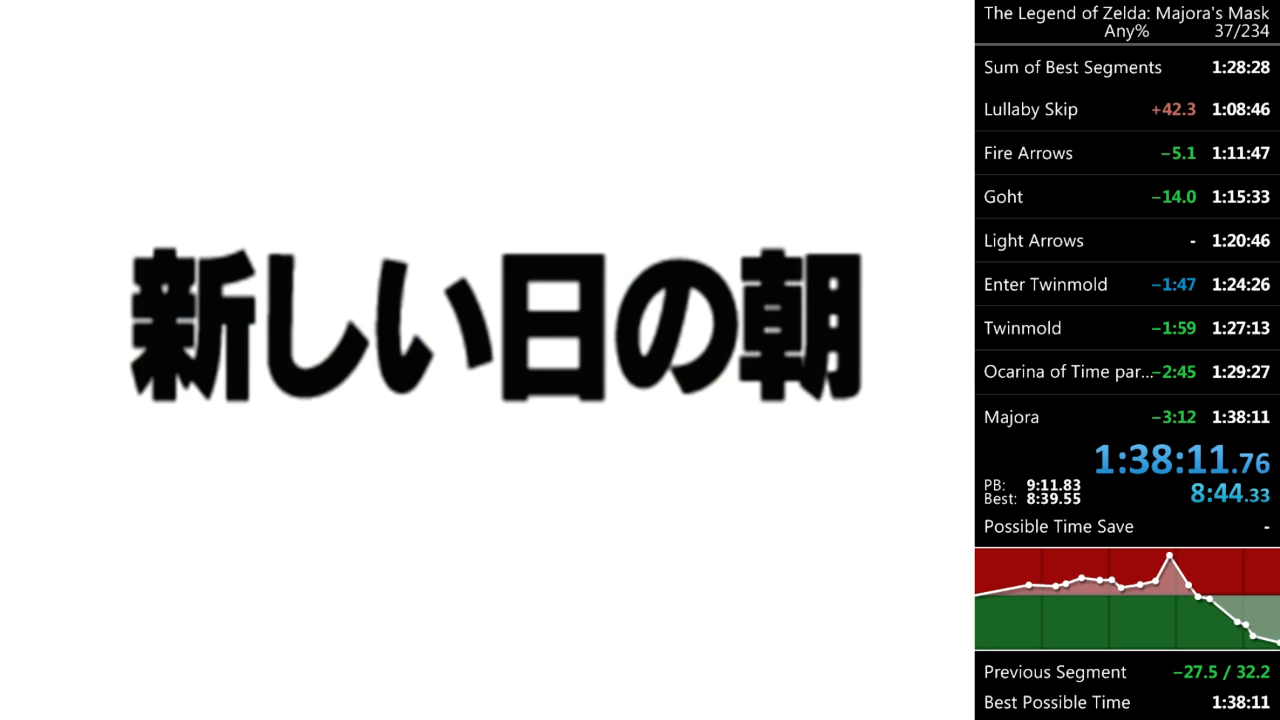 新しい日の朝
The Legend of Zelda: Majora's Mask
Any% 37/234
Sum of Best Segments 1:28:28
Lullaby Skip +42.3 1:08:46
Fire Arrows −5.1 1:11:47
Goht −14.0 1:15:33
Light Arrows - 1:20:46
Enter Twinmold −1:47 1:24:26
Twinmold −1:59 1:27:13
Ocarina of Time par... −2:45 1:29:27
Majora −3:12 1:38:11
1:38:11.76
PB: 9:11.83
Best: 8:39.55
8:44.33
Possible Time Save -
Previous Segment −27.5 / 32.2
Best Possible Time 1:38:11